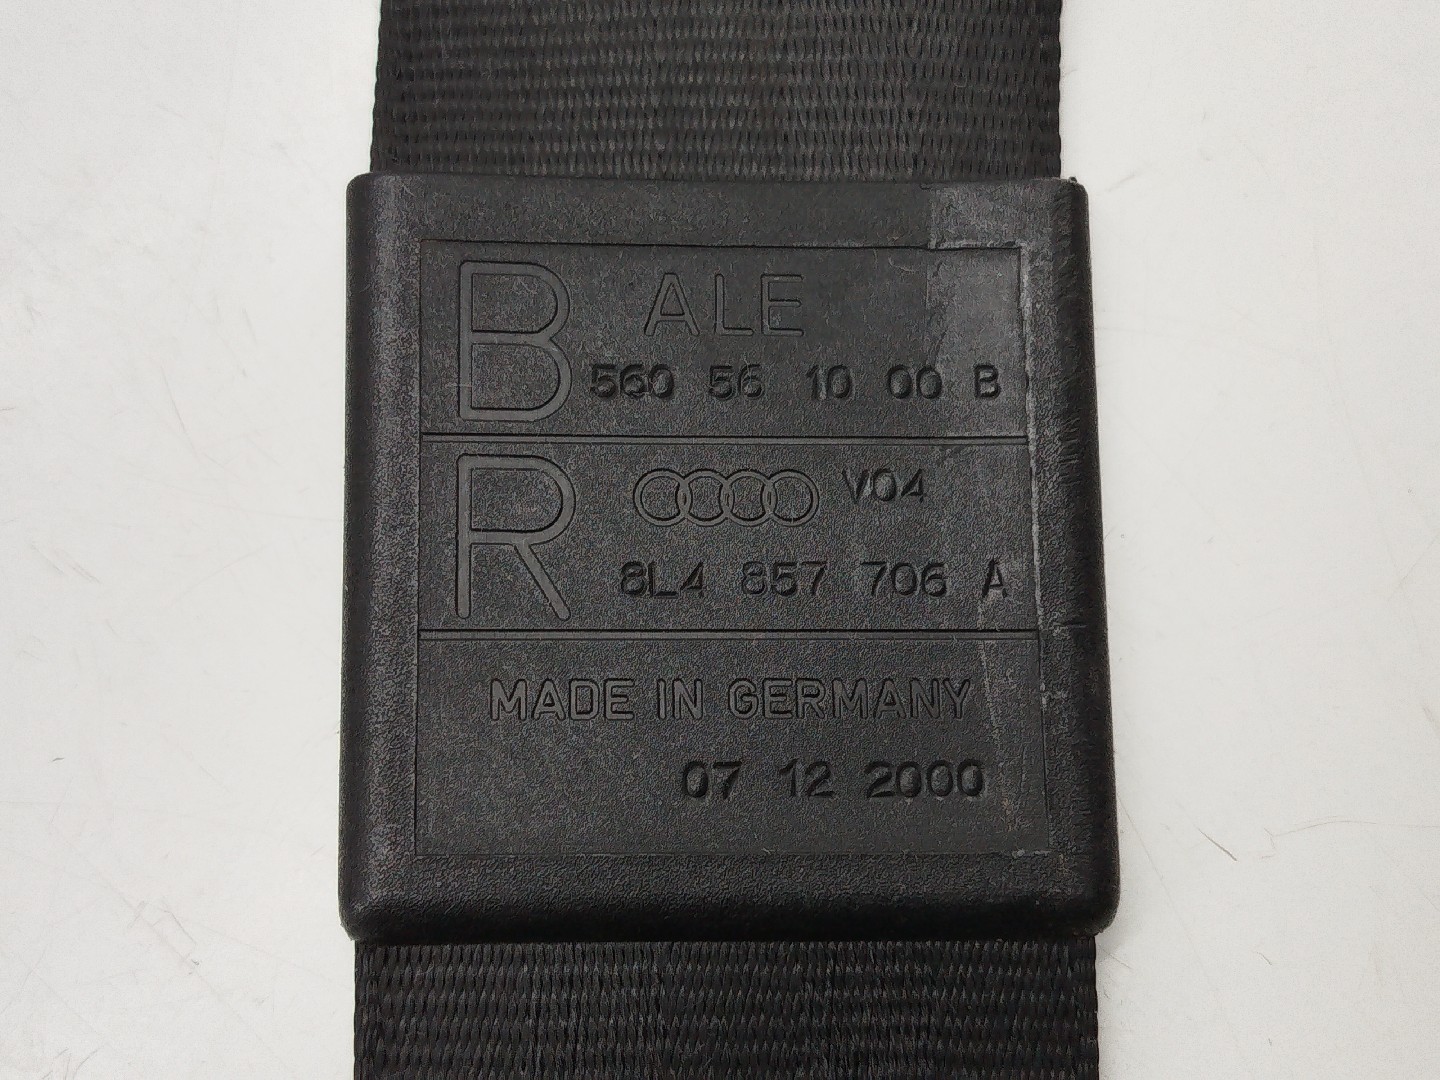 B ALE
560 56 10 00 B
R V04
8L4 857 706 A
MADE IN GERMANY
07 12 2000